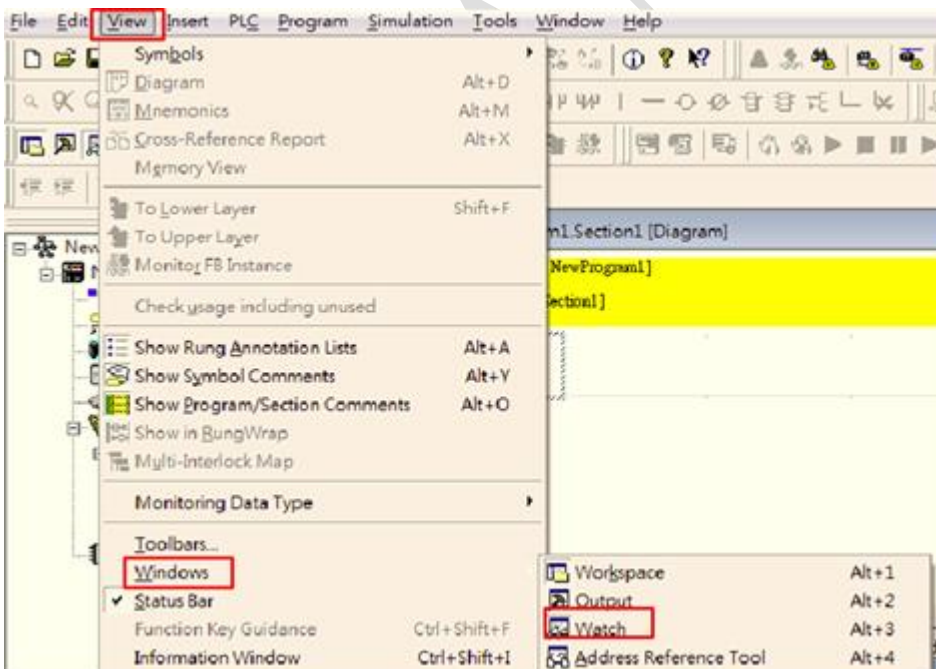 File Edit View Insert PLC Program Simulation Tools Window Help
Symbols
Diagram Alt+D
Mnemonics Alt+M
Cross-Reference Report Alt+X
Memory View
To Lower Layer Shift+F
To Upper Layer
Monitor FB Instance
Check usage including unused
Show Rung Annotation Lists Alt+A
Show Symbol Comments Alt+Y
Show Program/Section Comments Alt+O
Show in RungWrap
Multi-Interlock Map
Monitoring Data Type
Toolbars...
Windows
Status Bar
Function Key Guidance Ctrl+Shift+F
Information Window Ctrl+Shift+I
New
m1.Section1 [Diagram]
NewProgram1]
Section1]
Workspace Alt+1
Output Alt+2
Watch Alt+3
Address Reference Tool Alt+4